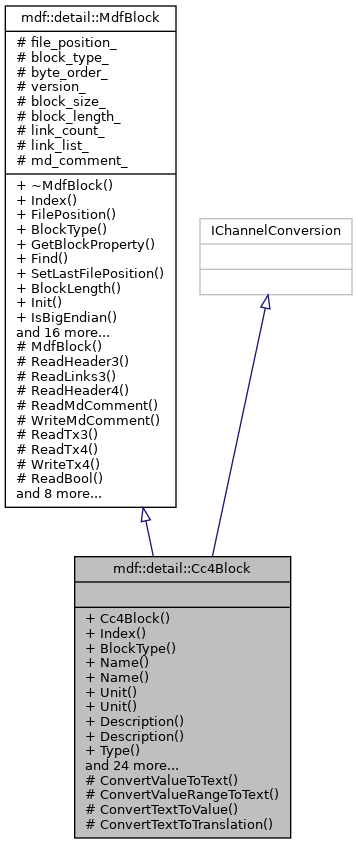 mdf::detail::MdfBlock
# file_position_
# block_type_
# byte_order_
# version_
# block_size_
# block_length_
# link_count_
# link_list_
# md_comment_
+ ~MdfBlock()
+ Index()
+ FilePosition()
+ BlockType()
+ GetBlockProperty()
+ Find()
+ SetLastFilePosition()
+ BlockLength()
+ Init()
+ IsBigEndian()
and 16 more...
# MdfBlock()
# ReadHeader3()
# ReadLinks3()
# ReadHeader4()
# ReadMdComment()
# WriteMdComment()
# ReadTx3()
# ReadTx4()
# WriteTx4()
# ReadBool()
and 8 more...
IChannelConversion
mdf::detail::Cc4Block
+ Cc4Block()
+ Index()
+ BlockType()
+ Name()
+ Name()
+ Unit()
+ Unit()
+ Description()
+ Description()
+ Type()
and 24 more...
# ConvertValueToText()
# ConvertValueRangeToText()
# ConvertTextToValue()
# ConvertTextToTranslation()